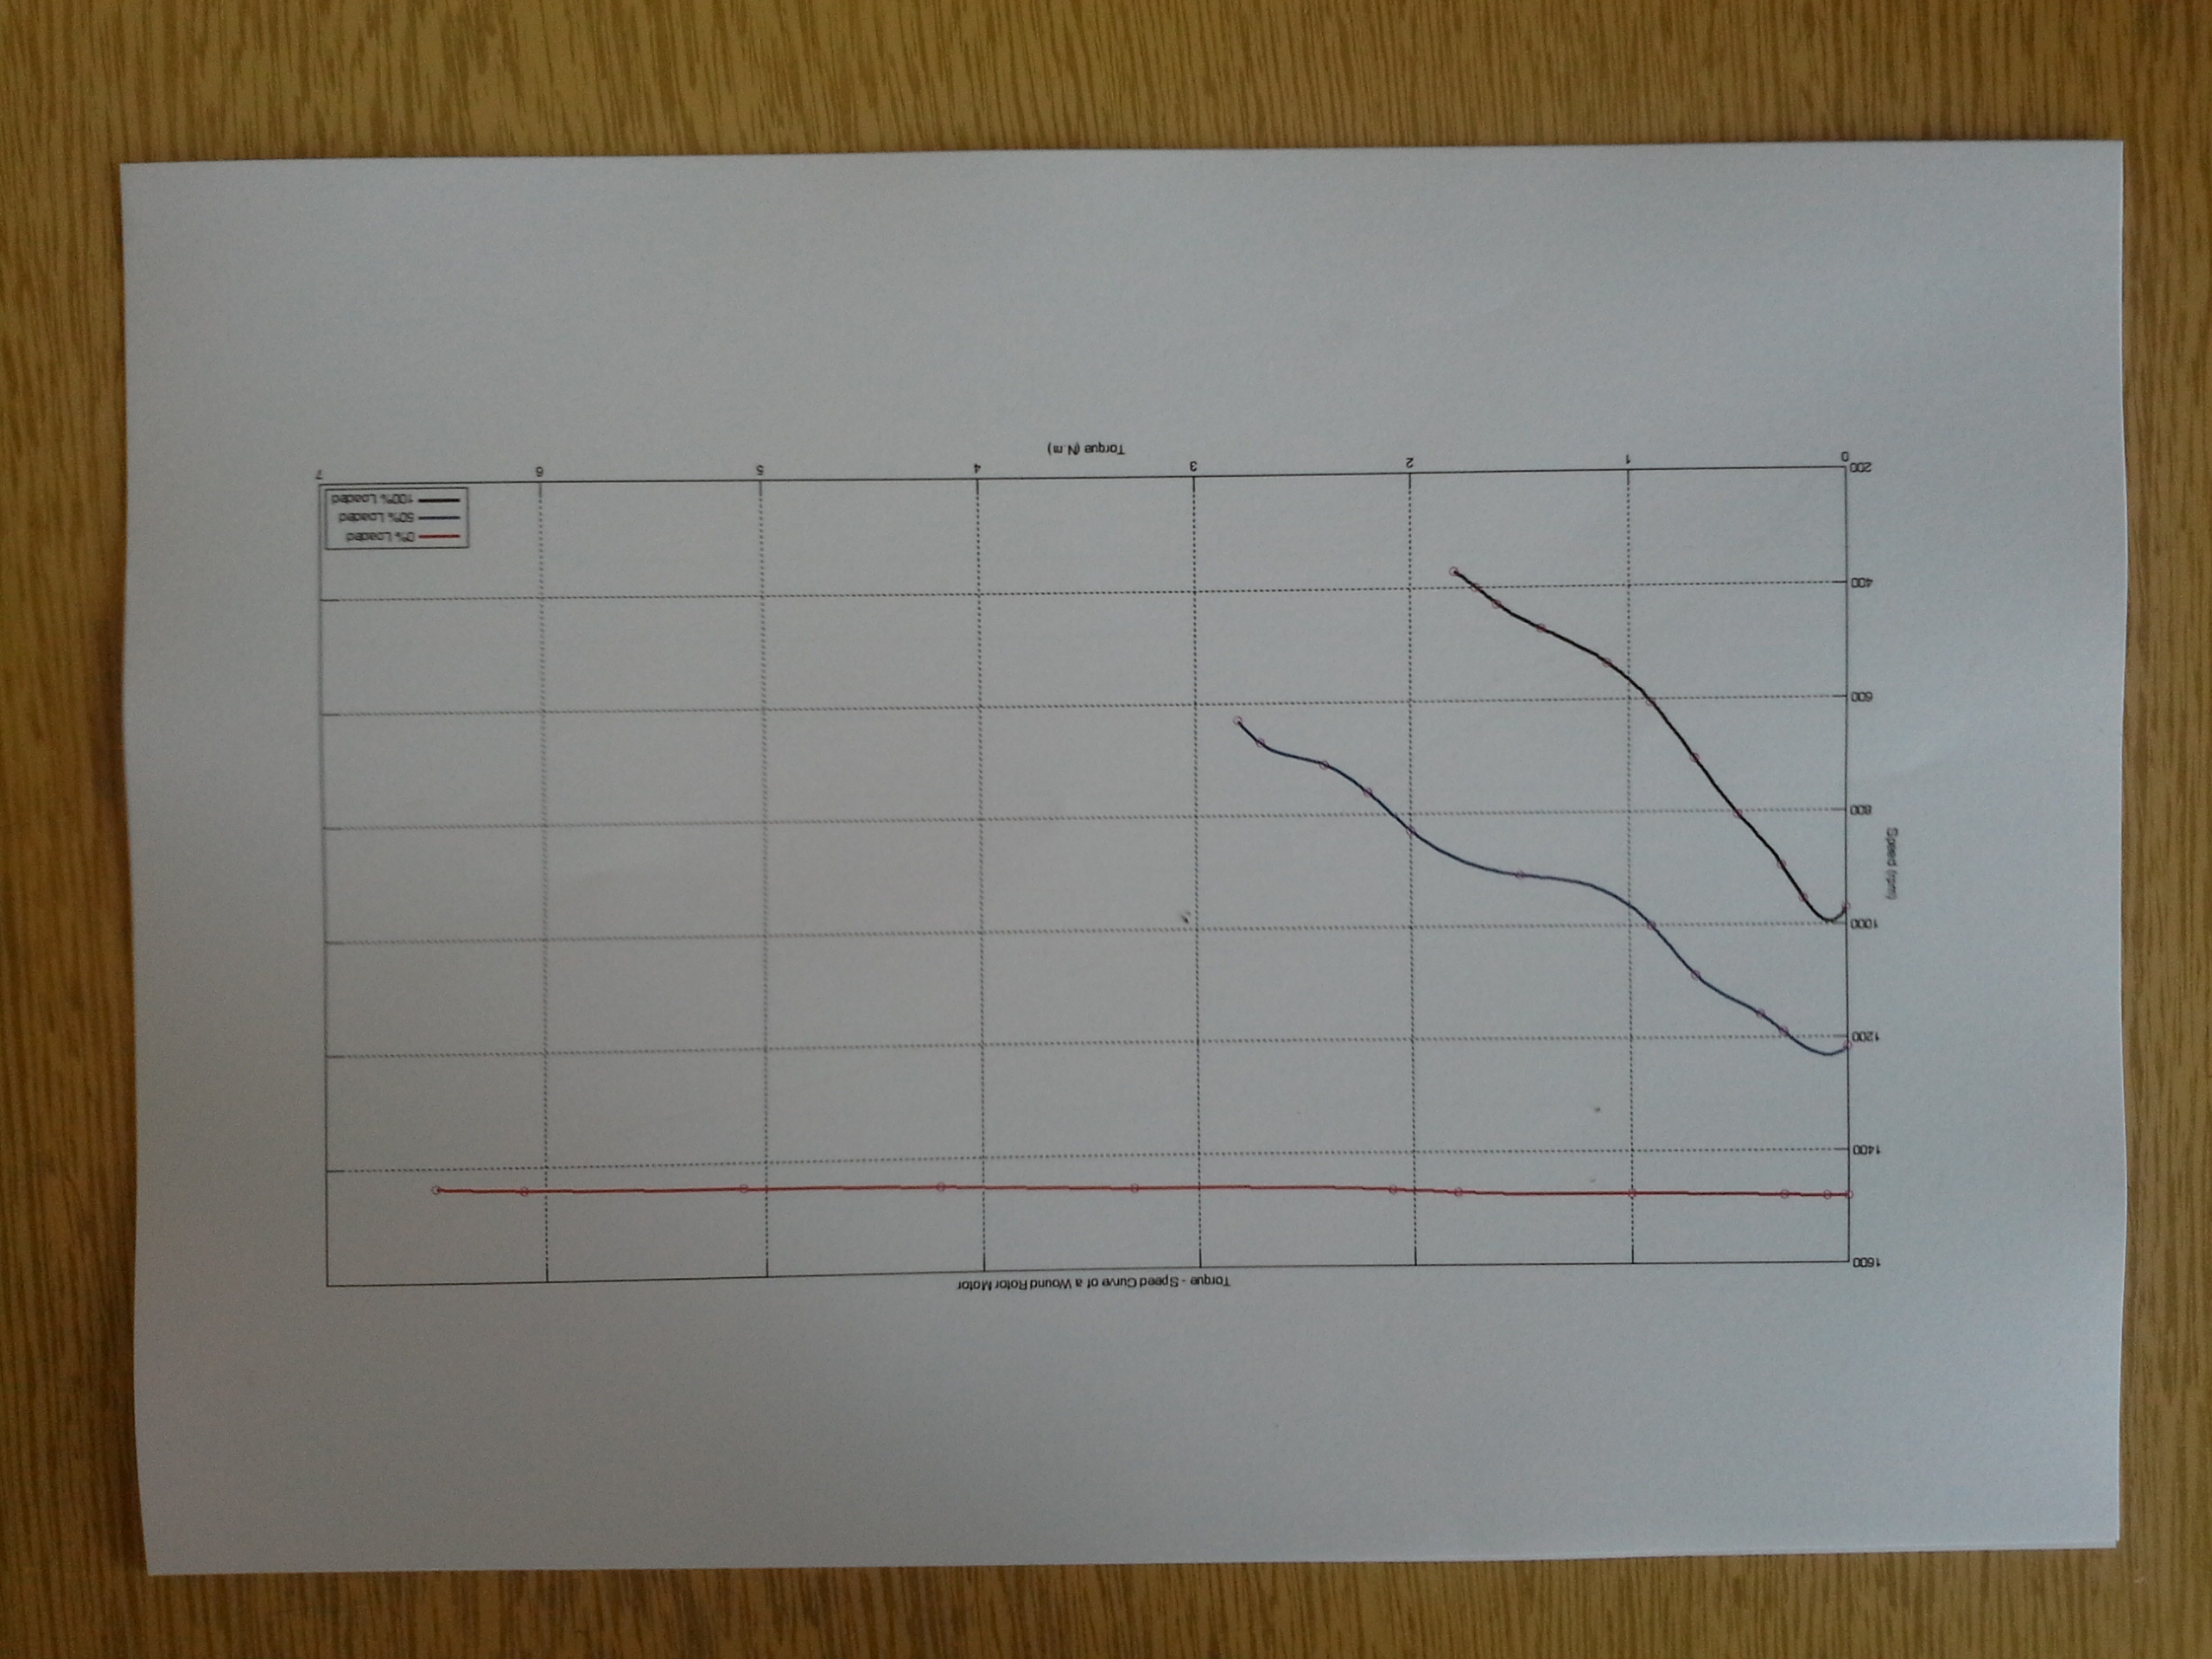 Torque - Speed Curve of a Wound Rotor Motor
1600
1400
1200
1000
800
600
400
200
Speed (rpm)
0
1
2
3
4
5
6
7
Torque (N.m)
0% Loaded
50% Loaded
100% Loaded